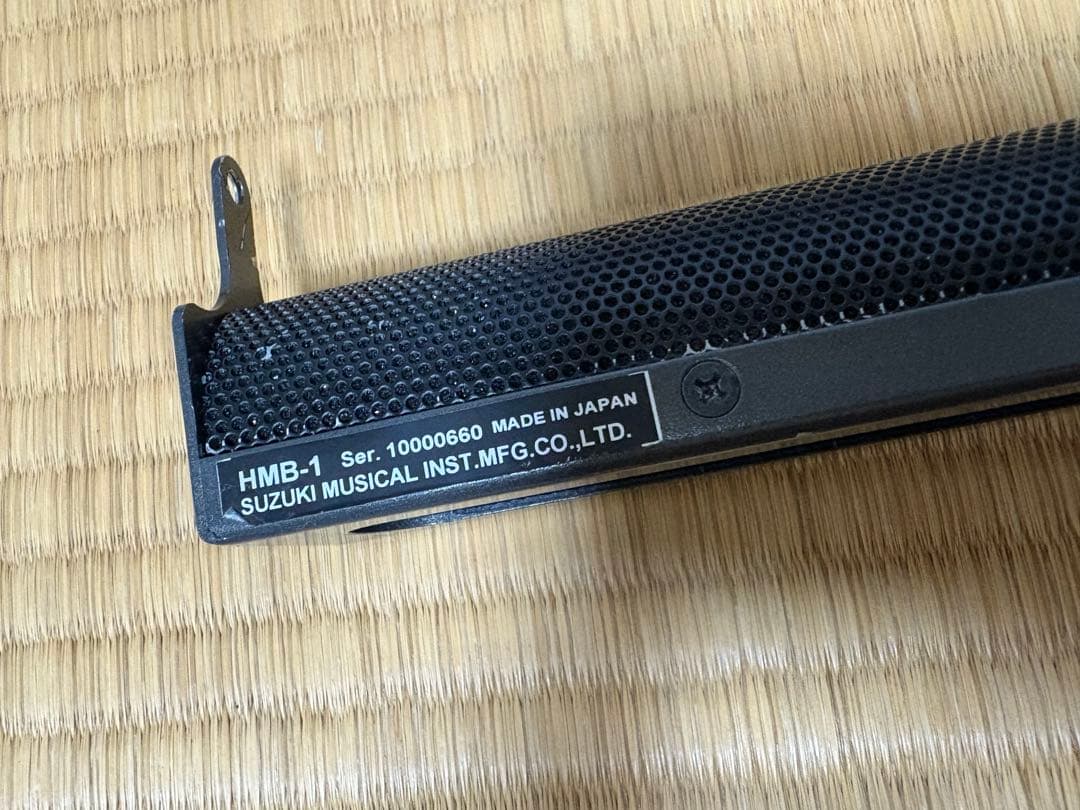 HMB-1 Ser. 10000660 MADE IN JAPAN
SUZUKI MUSICAL INST.MFG.CO.,LTD.